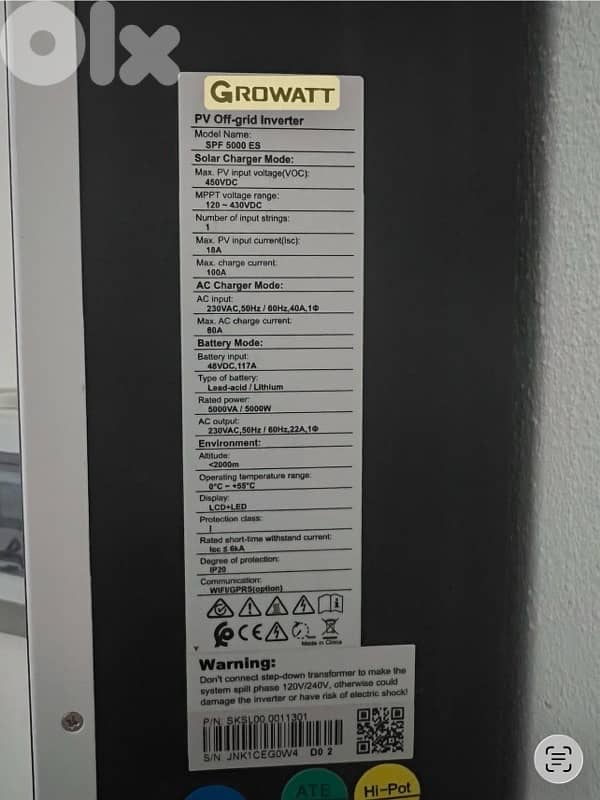 olx
GROWATT
PV Off-grid Inverter
Model Name:
SPF 5000 ES
Solar Charger Mode:
Max. PV input voltage(VOC):
450VDC
MPPT voltage range:
120 ~ 430VDC
Number of input strings:
1
Max. PV input current(Isc):
18A
Max. charge current:
100A
AC Charger Mode:
AC input:
230VAC,50Hz / 60Hz,40A,1Φ
Max. AC charge current:
80A
Battery Mode:
Battery input:
48VDC,117A
Type of battery:
Lead-acid / Lithium
Rated power:
5000VA / 5000W
AC output:
230VAC,50Hz / 60Hz,22A,1Φ
Environment:
Altitude:
<2000m
Operating temperature range:
0°C ~ +55°C
Display:
LCD+LED
Protection class:
I
Rated short-time withstand current:
Icc ≤ 6kA
Degree of protection:
IP20
Communication:
WIFI/GPRS(option)
CE
Made in China
Y
Warning:
Don't connect step-down transformer to make the
system spill phase 120V/240V, otherwise could
damage the inverter or have risk of electric shock!
P/N SKSL00.0011301
S/N JNK1CEG0W4 D0 2
ATE
Hi-Pot